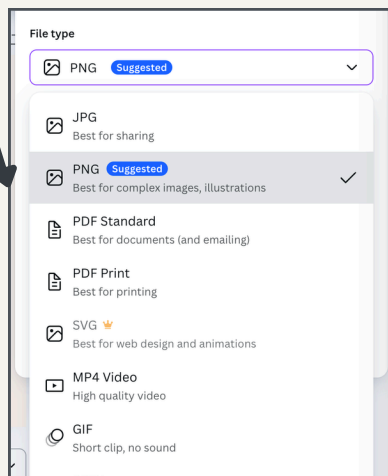 File type
PNG Suggested
JPG
Best for sharing
PNG Suggested
Best for complex images, illustrations
PDF Standard
Best for documents (and emailing)
PDF Print
Best for printing
SVG
Best for web design and animations
MP4 Video
High quality video
GIF
Short clip, no sound